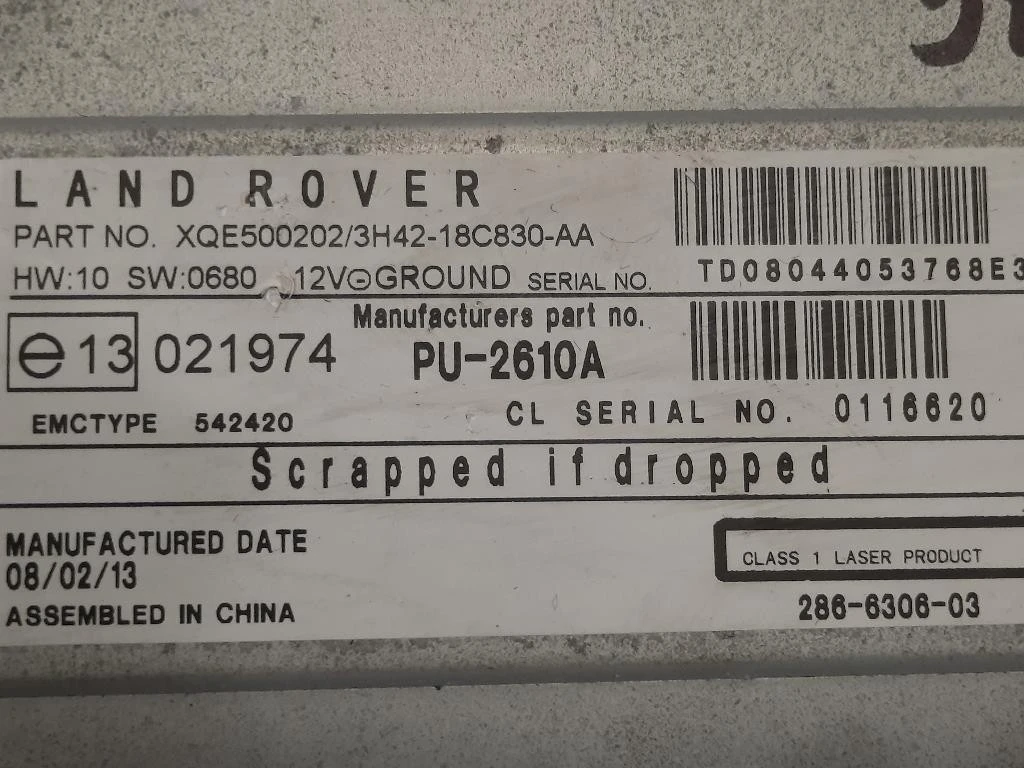 LAND ROVER
PART NO. XQE500202/3H42-18C830-AA
HW:10 SW:0680 12V⊖GROUND SERIAL NO. TD08044053768E3
e13 021974
Manufacturers part no.
PU-2610A
EMCTYPE 542420
CL SERIAL NO. 0116620
Scrapped if dropped
MANUFACTURED DATE
08/02/13
ASSEMBLED IN CHINA
CLASS 1 LASER PRODUCT
286-6306-03